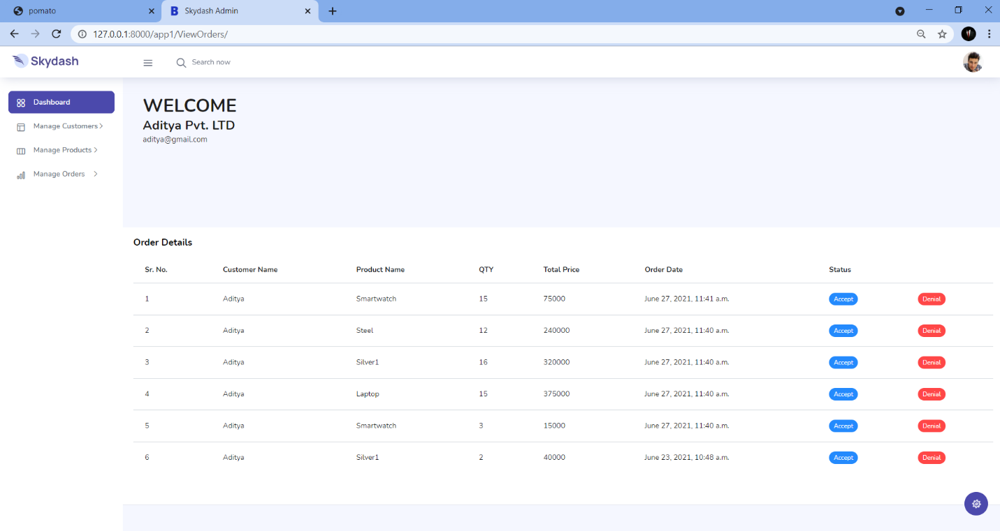 pomato
Skydash Admin
127.0.0.1:8000/app1/ViewOrders/
Skydash
Search now
Dashboard
Manage Customers
Manage Products
Manage Orders
WELCOME
Aditya Pvt. LTD
aditya@gmail.com
Order Details
Sr. No. Customer Name Product Name QTY Total Price Order Date Status
1 Aditya Smartwatch 15 75000 June 27, 2021, 11:41 a.m. Accept Denial
2 Aditya Steel 12 240000 June 27, 2021, 11:40 a.m. Accept Denial
3 Aditya Silver1 16 320000 June 27, 2021, 11:40 a.m. Accept Denial
4 Aditya Laptop 15 375000 June 27, 2021, 11:40 a.m. Accept Denial
5 Aditya Smartwatch 3 15000 June 27, 2021, 11:40 a.m. Accept Denial
6 Aditya Silver1 2 40000 June 23, 2021, 10:48 a.m. Accept Denial